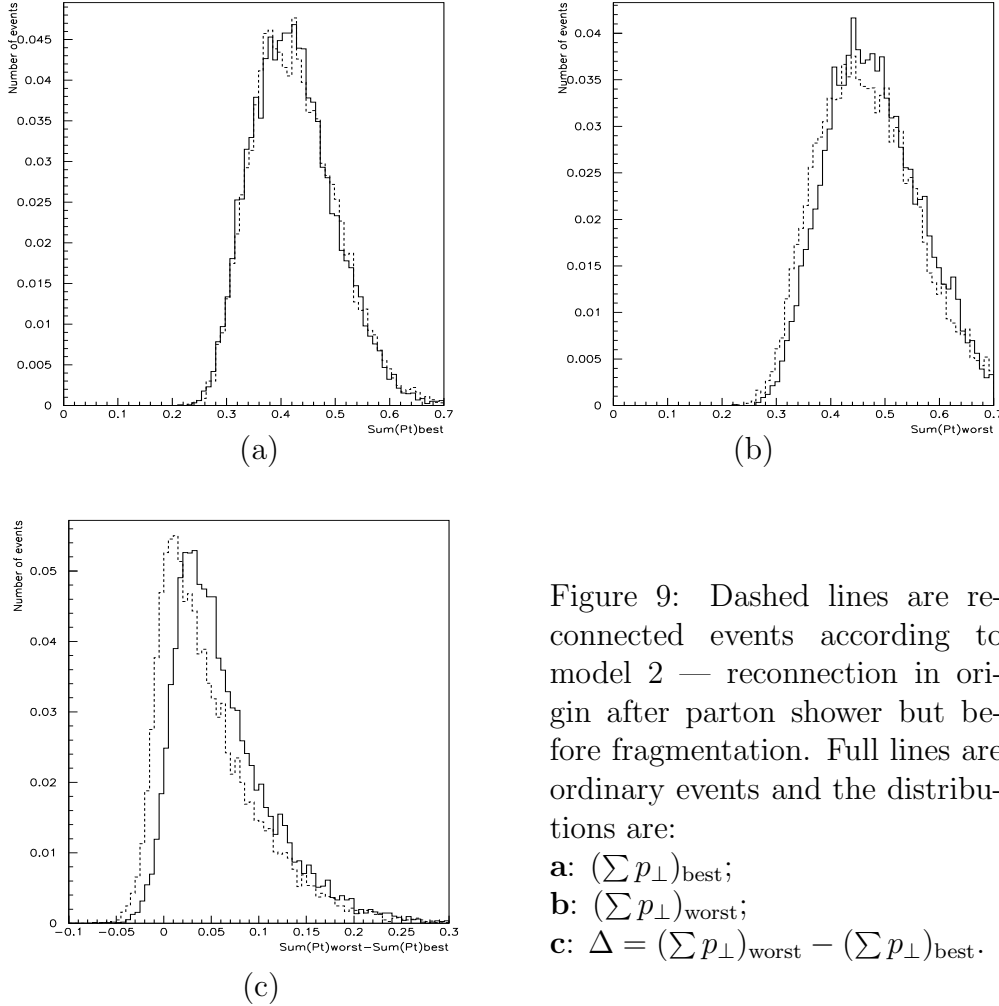 Number of events
0.045
0.04
0.035
0.03
0.025
0.02
0.015
0.01
0.005
0
0 0.1 0.2 0.3 0.4 0.5 0.6 0.7
Sum(Pt)best
(a)
Number of events
0.04
0.035
0.03
0.025
0.02
0.015
0.01
0.005
0
0 0.1 0.2 0.3 0.4 0.5 0.6 0.7
Sum(Pt)worst
(b)
Number of events
0.05
0.04
0.03
0.02
0.01
0
−0.1 −0.05 0 0.05 0.1 0.15 0.2 0.25 0.3
Sum(Pt)worst−Sum(Pt)best
(c)
Figure 9: Dashed lines are re-
connected events according to
model 2 — reconnection in ori-
gin after parton shower but be-
fore fragmentation. Full lines are
ordinary events and the distribu-
tions are:
a: (∑ p⊥)best;
b: (∑ p⊥)worst;
c: Δ = (∑ p⊥)worst − (∑ p⊥)best.